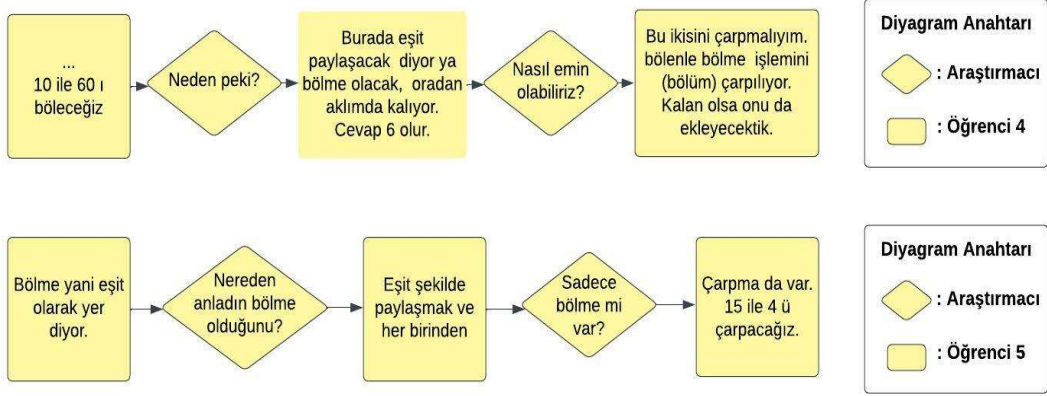 ...
10 ile 60 ı
böleceğiz
Neden peki?
Burada eşit
paylaşacak diyor ya
bölme olacak, oradan
aklımda kalıyor.
Cevap 6 olur.
Nasıl emin
olabiliriz?
Bu ikisini çarpmalıyım.
bölenle bölme işlemini
(bölüm) çarpılıyor.
Kalan olsa onu da
ekleyecektik.
Diyagram Anahtarı
: Araştırmacı
: Öğrenci 4
Bölme yani eşit
olarak yer
diyor.
Nereden
anladın bölme
olduğunu?
Eşit şekilde
paylaşmak ve
her birinden
Sadece
bölme mi
var?
Çarpma da var.
15 ile 4 ü
çarpacağız.
Diyagram Anahtarı
: Araştırmacı
: Öğrenci 5